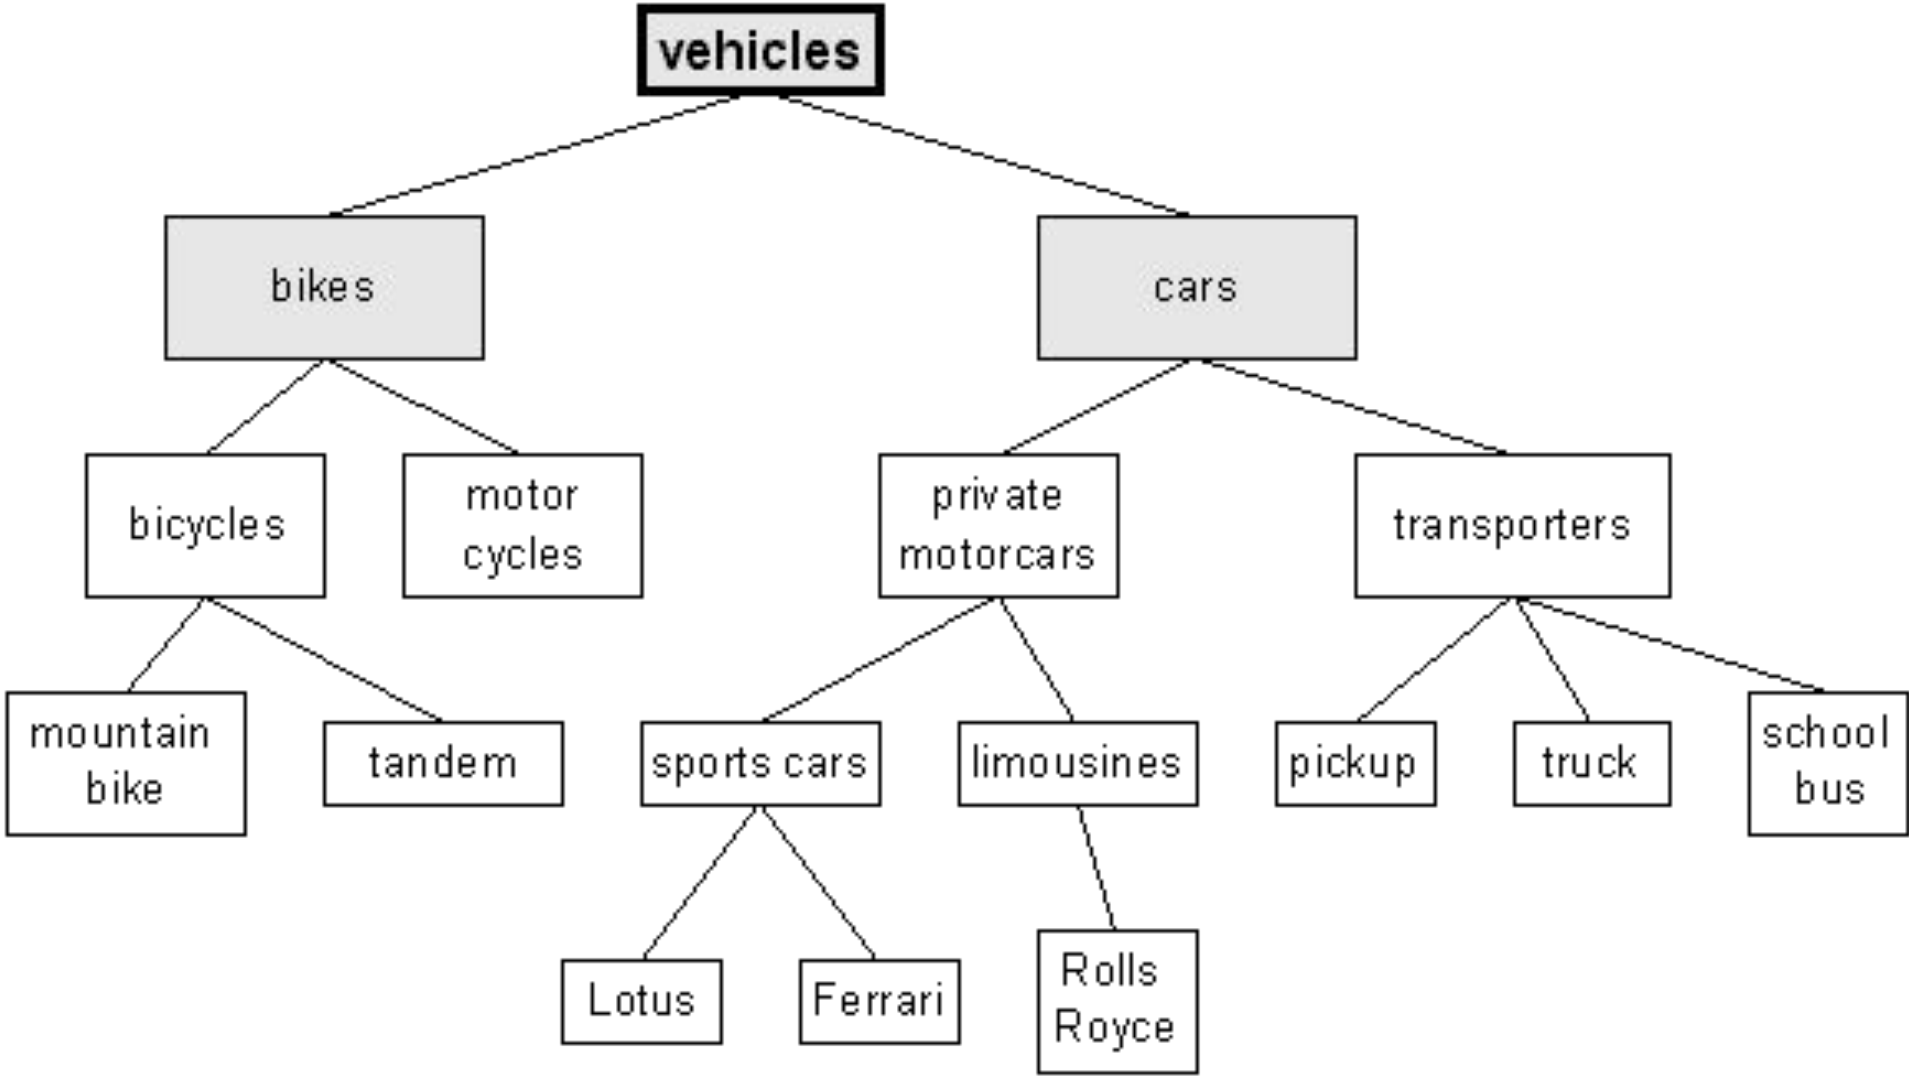 vehicles
bikes
cars
bicycles
motor
cycles
private
motorcars
transporters
mountain
bike
tandem
sports cars
limousines
pickup
truck
school
bus
Lotus
Ferrari
Rolls
Royce